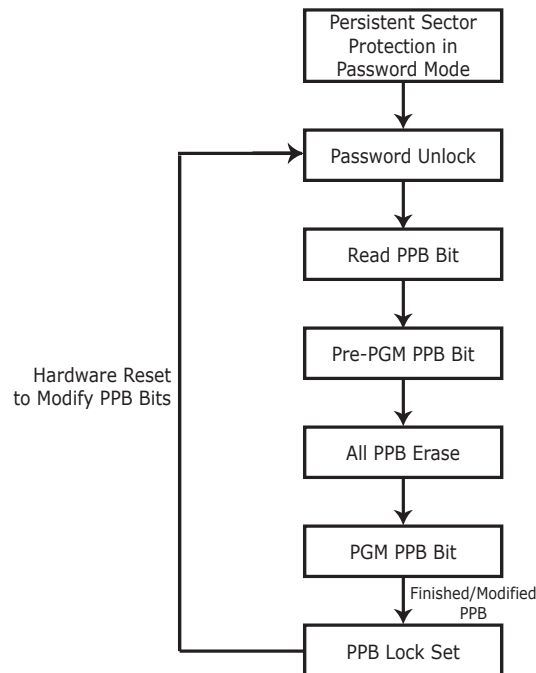 Persistent Sector
Protection in
Password Mode
Password Unlock
Read PPB Bit
Pre-PGM PPB Bit
Hardware Reset
to Modify PPB Bits
All PPB Erase
PGM PPB Bit
Finished/Modified
PPB
PPB Lock Set